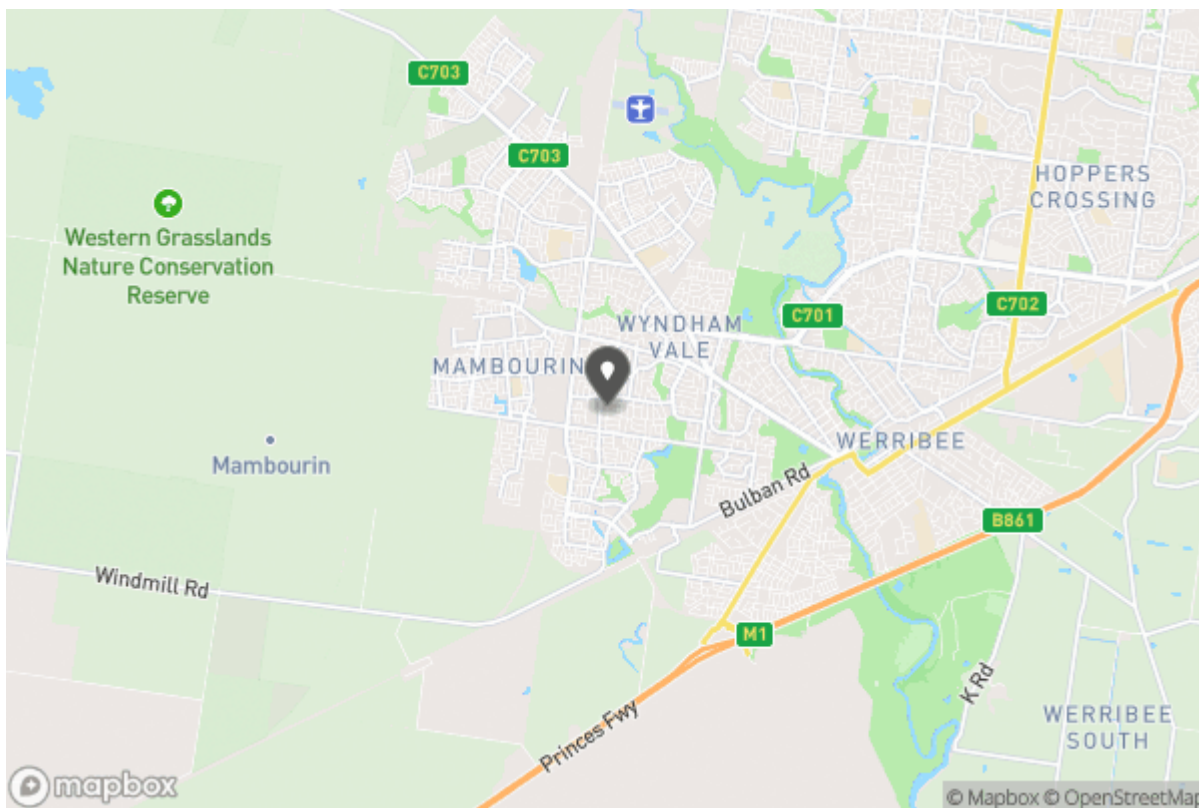 C703
C703
HOPPERS
CROSSING
Western Grasslands
Nature Conservation
Reserve
C701
C702
WYNDHAM
VALE
MAMBOURIN
WERRIBEE
Mambourin
Bulban Rd
B861
Windmill Rd
M1
K Rd
Princes Fwy
WERRIBEE
SOUTH
mapbox
© Mapbox © OpenStreetMap